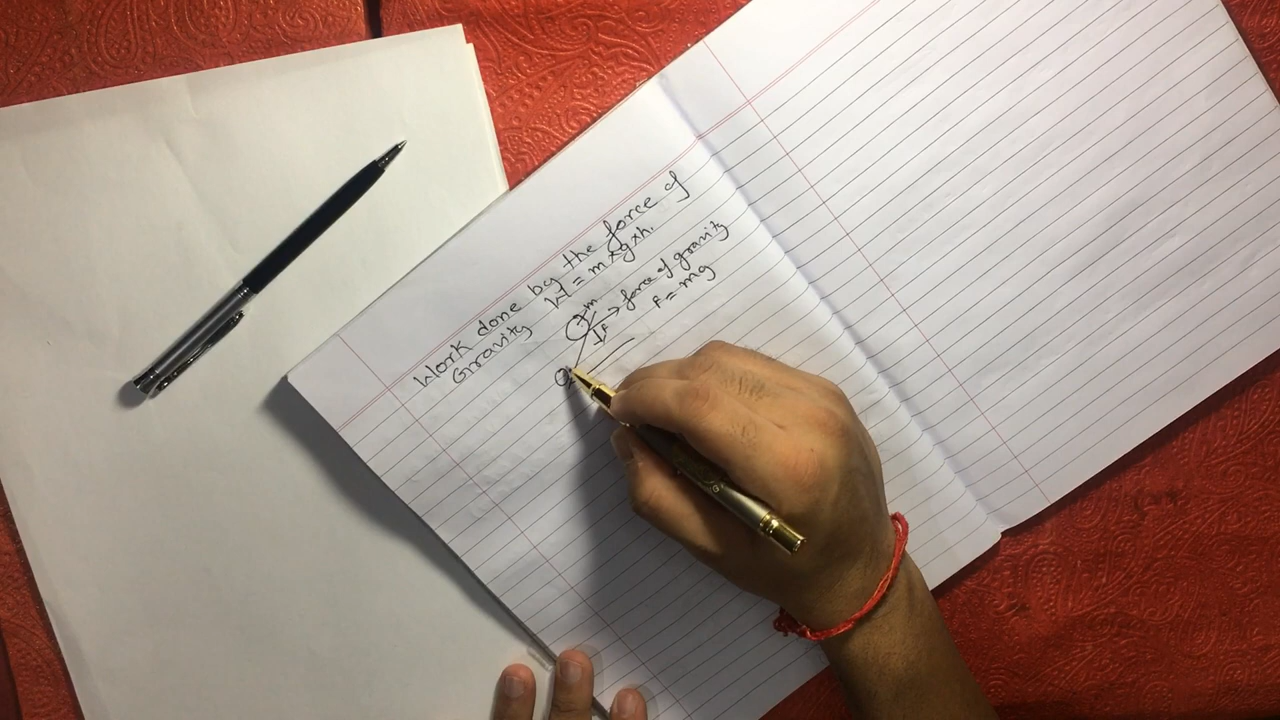 Work done by the force of
Gravity W = m×g×h.
m
F → force of gravity
F = mg